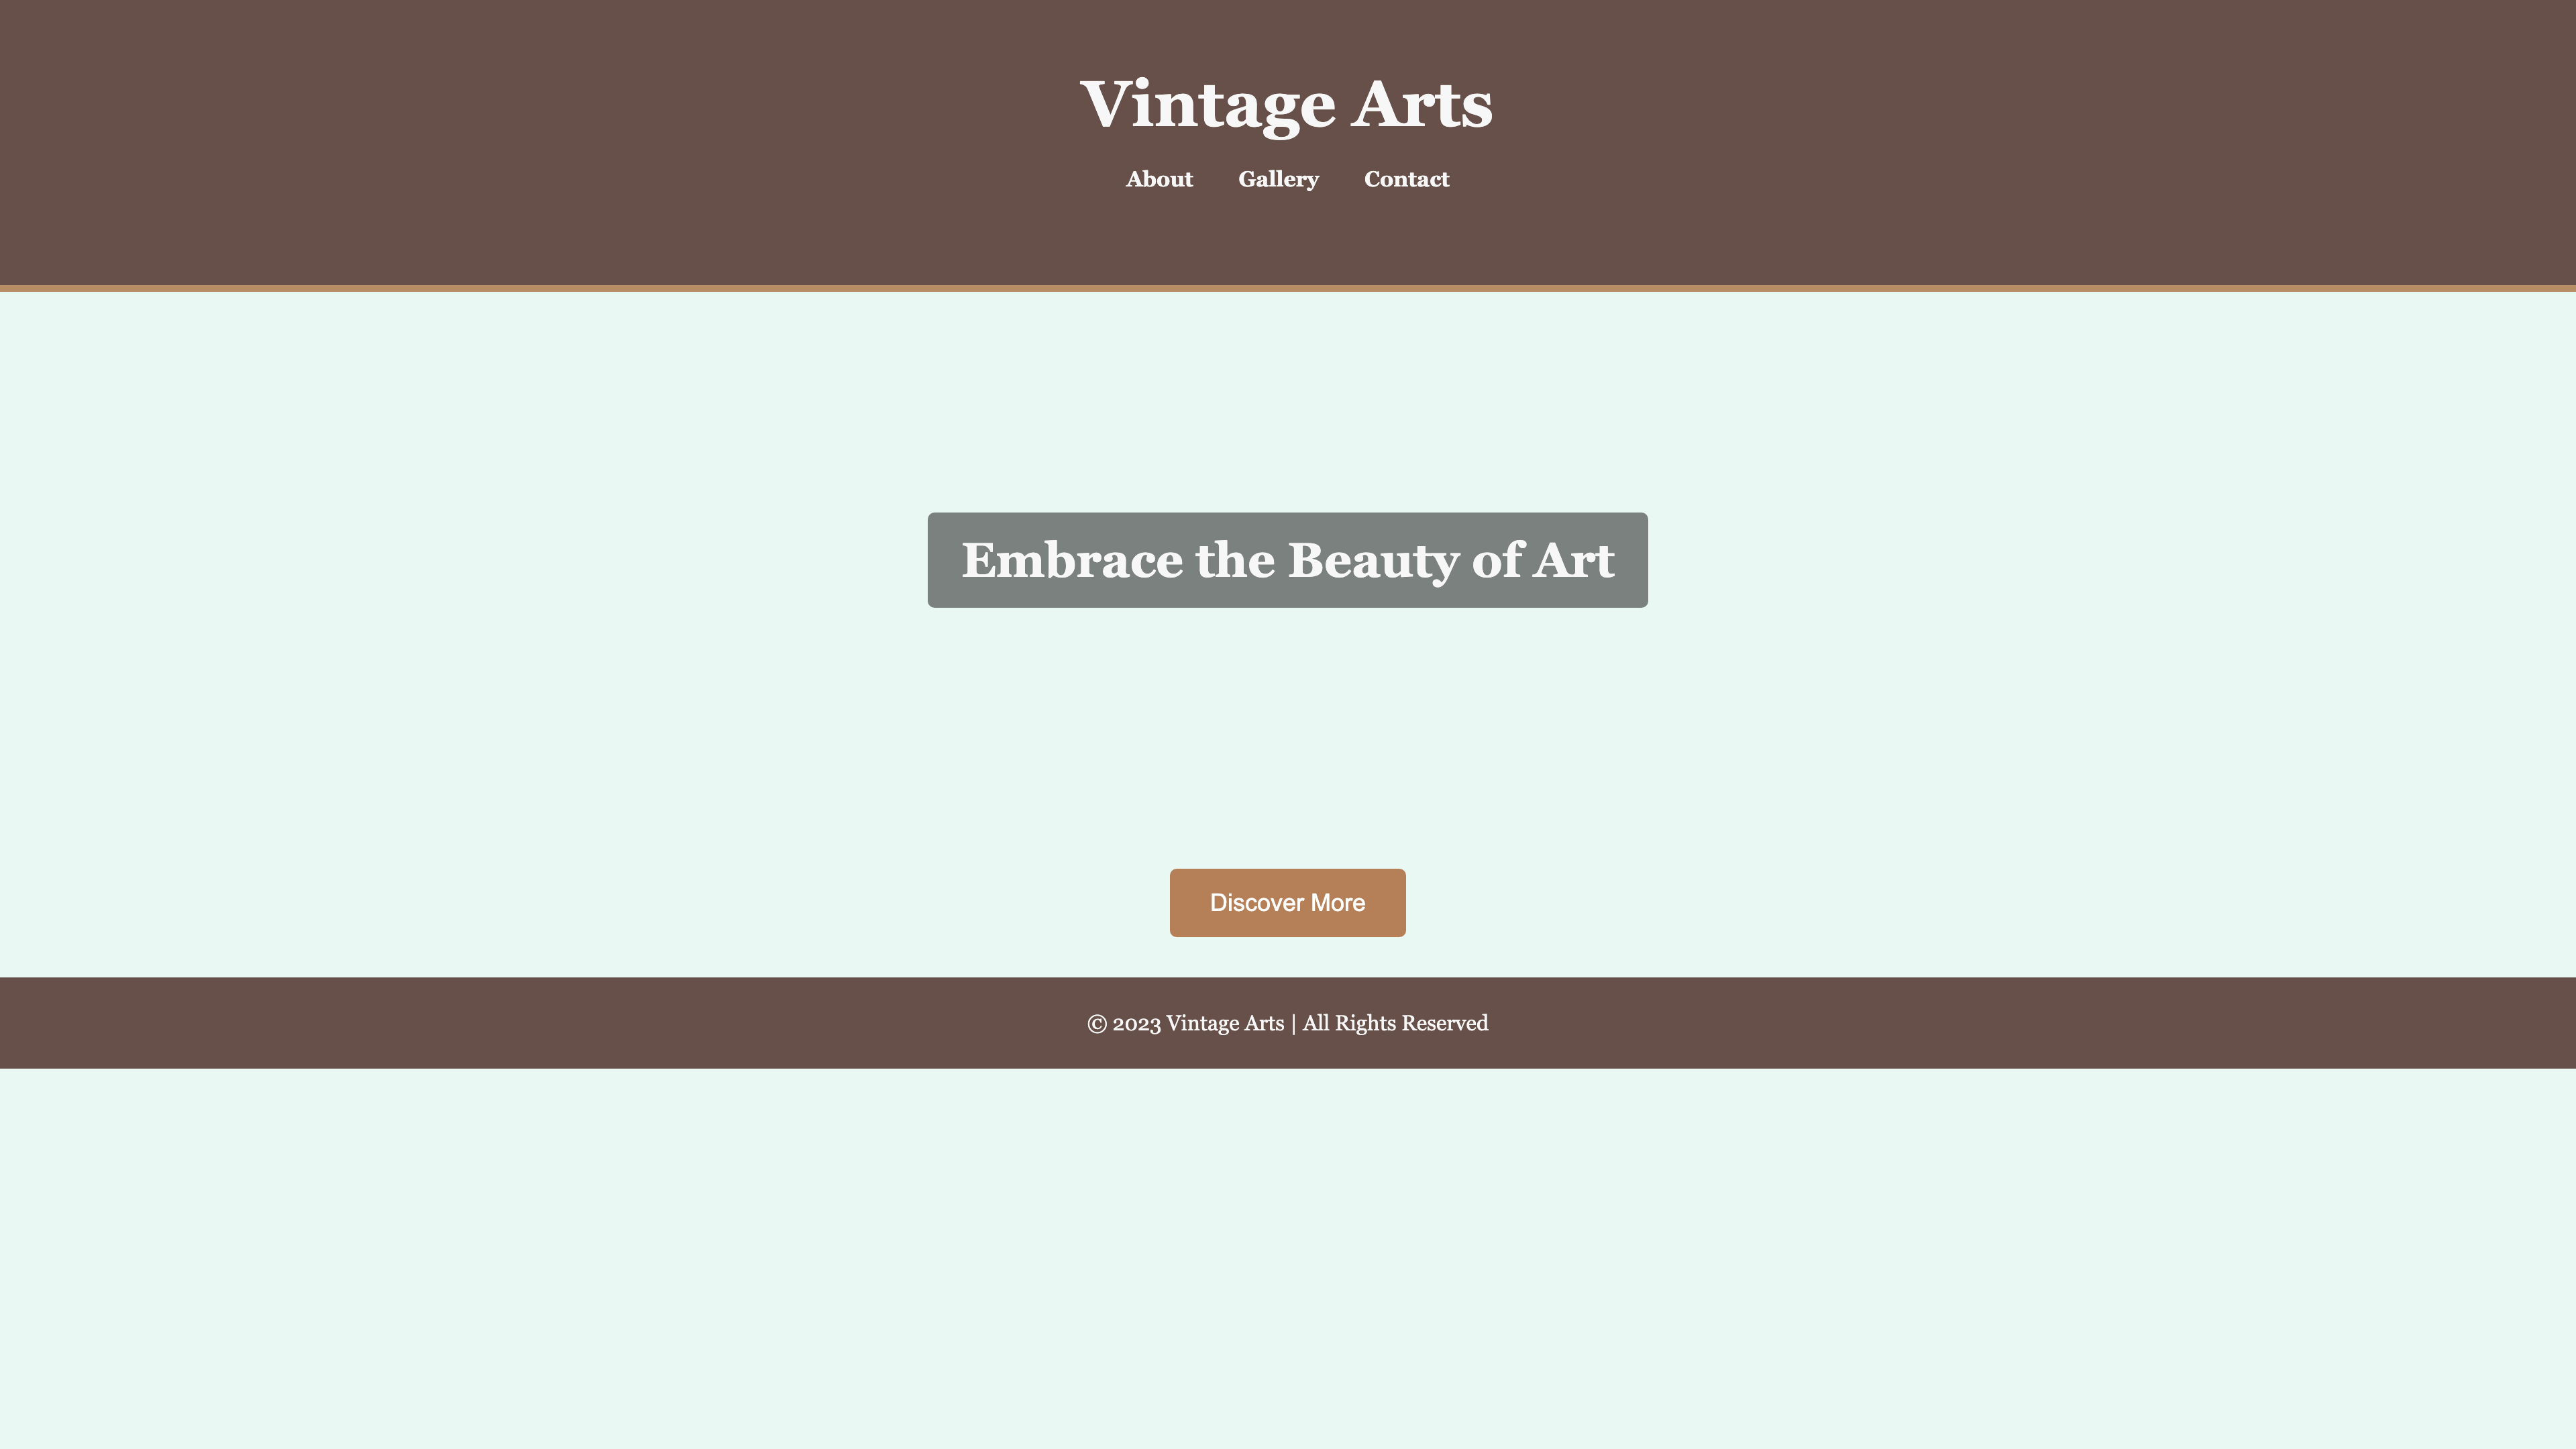 Vintage Arts
About Gallery Contact
Embrace the Beauty of Art
Discover More
© 2023 Vintage Arts | All Rights Reserved